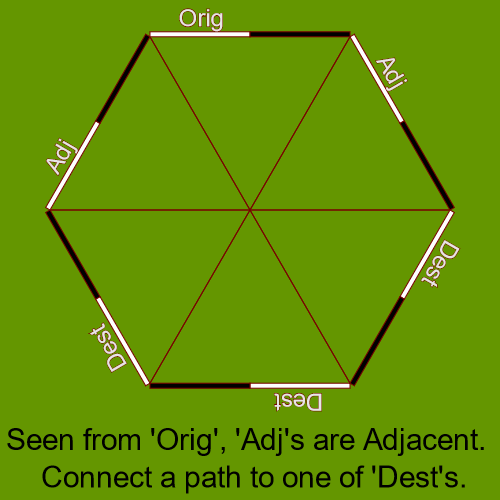 Orig
Adj
Adj
Dest
Dest
Dest
Seen from 'Orig', 'Adj's are Adjacent.
Connect a path to one of 'Dest's.